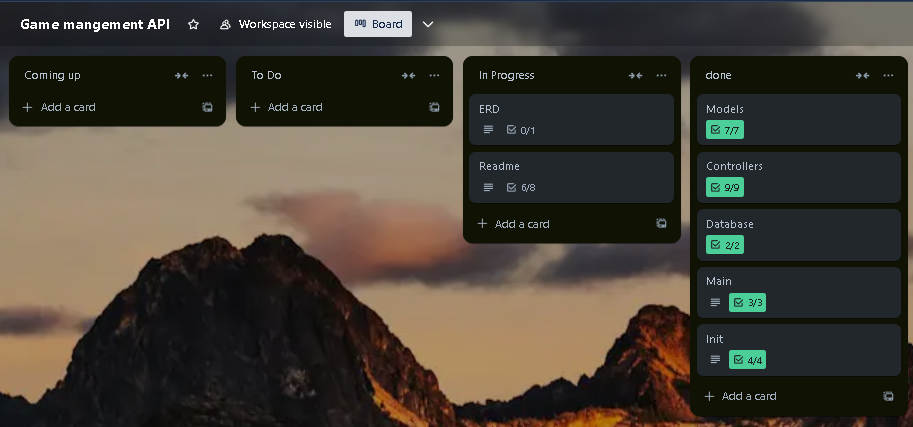 Game mangement API
Workspace visible
Board
Coming up
Add a card
To Do
Add a card
In Progress
ERD
0/1
Readme
6/8
Add a card
done
Models
7/7
Controllers
9/9
Database
2/2
Main
3/3
Init
4/4
Add a card